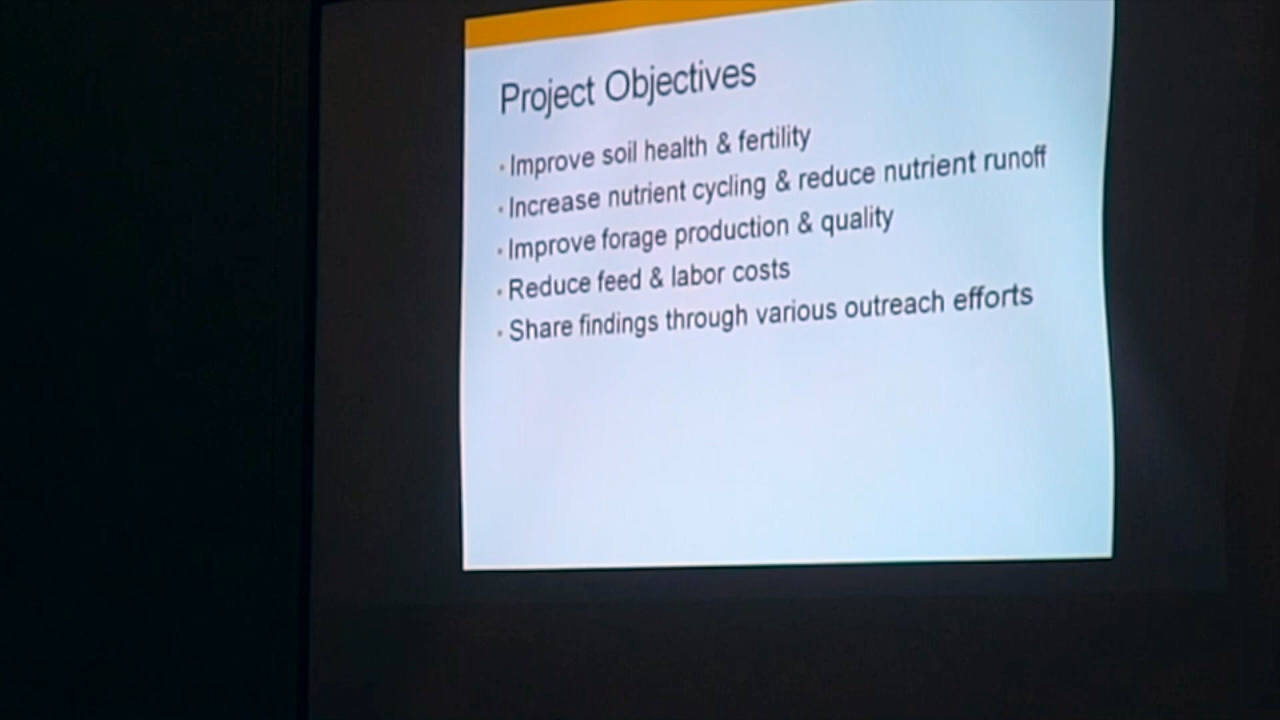 Project Objectives
• Improve soil health & fertility
• Increase nutrient cycling & reduce nutrient runoff
• Improve forage production & quality
• Reduce feed & labor costs
• Share findings through various outreach efforts